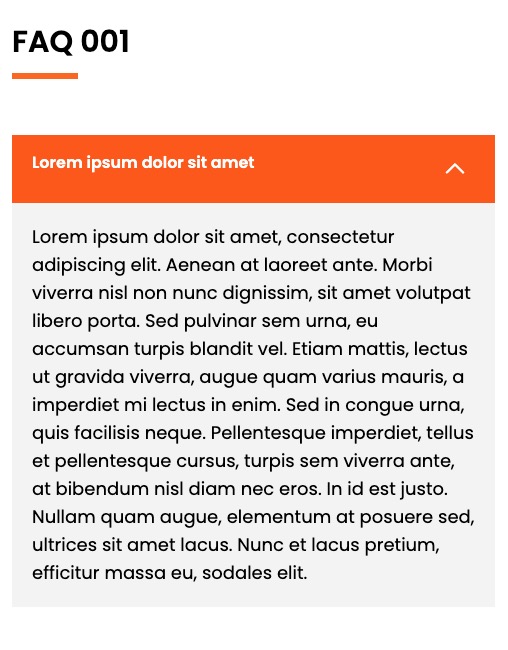 FAQ 001
Lorem ipsum dolor sit amet
Lorem ipsum dolor sit amet, consectetur
adipiscing elit. Aenean at laoreet ante. Morbi
viverra nisl non nunc dignissim, sit amet volutpat
libero porta. Sed pulvinar sem urna, eu
accumsan turpis blandit vel. Etiam mattis, lectus
ut gravida viverra, augue quam varius mauris, a
imperdiet mi lectus in enim. Sed in congue urna,
quis facilisis neque. Pellentesque imperdiet, tellus
et pellentesque cursus, turpis sem viverra ante,
at bibendum nisl diam nec eros. In id est justo.
Nullam quam augue, elementum at posuere sed,
ultrices sit amet lacus. Nunc et lacus pretium,
efficitur massa eu, sodales elit.